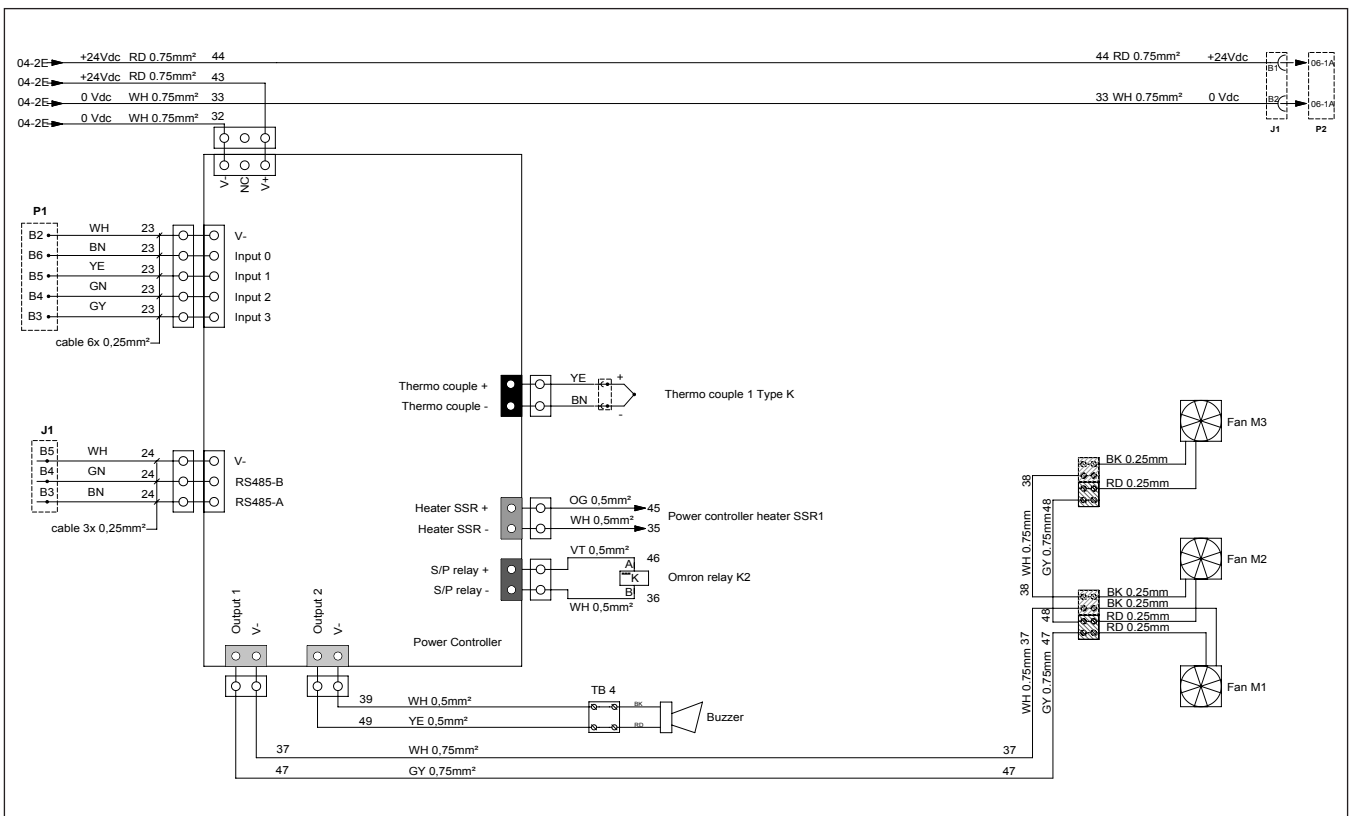 04-2E +24Vdc RD 0.75mm² 44 44 RD 0.75mm² +24Vdc B1 06-1A
04-2E +24Vdc RD 0.75mm² 43
04-2E 0 Vdc WH 0.75mm² 33 33 WH 0.75mm² 0 Vdc B2 06-1A
04-2E 0 Vdc WH 0.75mm² 32
J1 P2
V- NC V+
P1
B2 WH 23 V-
B6 BN 23 Input 0
B5 YE 23 Input 1
B4 GN 23 Input 2
B3 GY 23 Input 3
cable 6x 0,25mm²
Thermo couple + YE +
Thermo couple 1 Type K
Thermo couple - BN -
J1
B5 WH 24 V-
B4 GN 24 RS485-B
B3 BN 24 RS485-A
cable 3x 0,25mm²
Heater SSR + OG 0,5mm² 45
Power controller heater SSR1
Heater SSR - WH 0,5mm² 35
VT 0,5mm² 46
S/P relay + A
K Omron relay K2
S/P relay - B
WH 0,5mm² 36
Output 1 V- Output 2 V-
Power Controller
Fan M3
BK 0.25mm
RD 0.25mm
38 WH 0.75mm² 38
48 GY 0.75mm² 48
Fan M2
BK 0.25mm
BK 0.25mm
RD 0.25mm
RD 0.25mm
37 WH 0.75mm²
47 GY 0.75mm²
Fan M1
TB 4
39 WH 0,5mm² BK
Buzzer
49 YE 0,5mm² RD
37 WH 0,75mm² 37
47 GY 0,75mm² 47